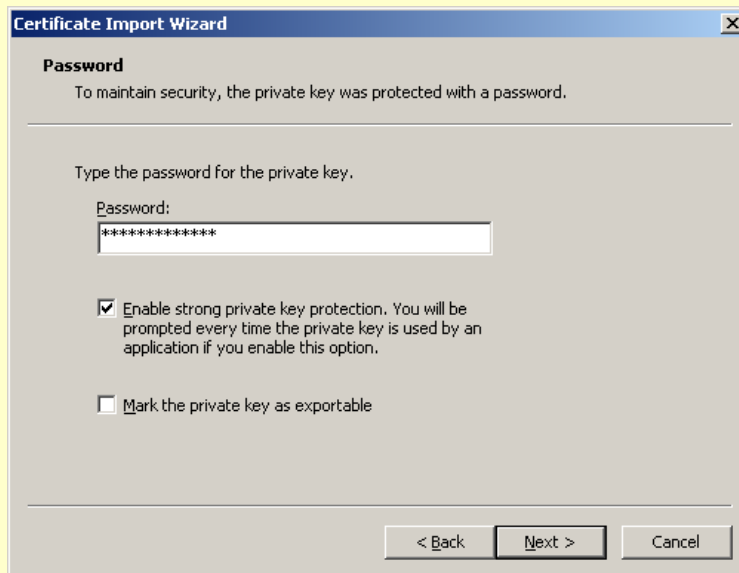 Certificate Import Wizard
Password
To maintain security, the private key was protected with a password.
Type the password for the private key.
Password:
*************
Enable strong private key protection. You will be
prompted every time the private key is used by an
application if you enable this option.
Mark the private key as exportable
< Back
Next >
Cancel